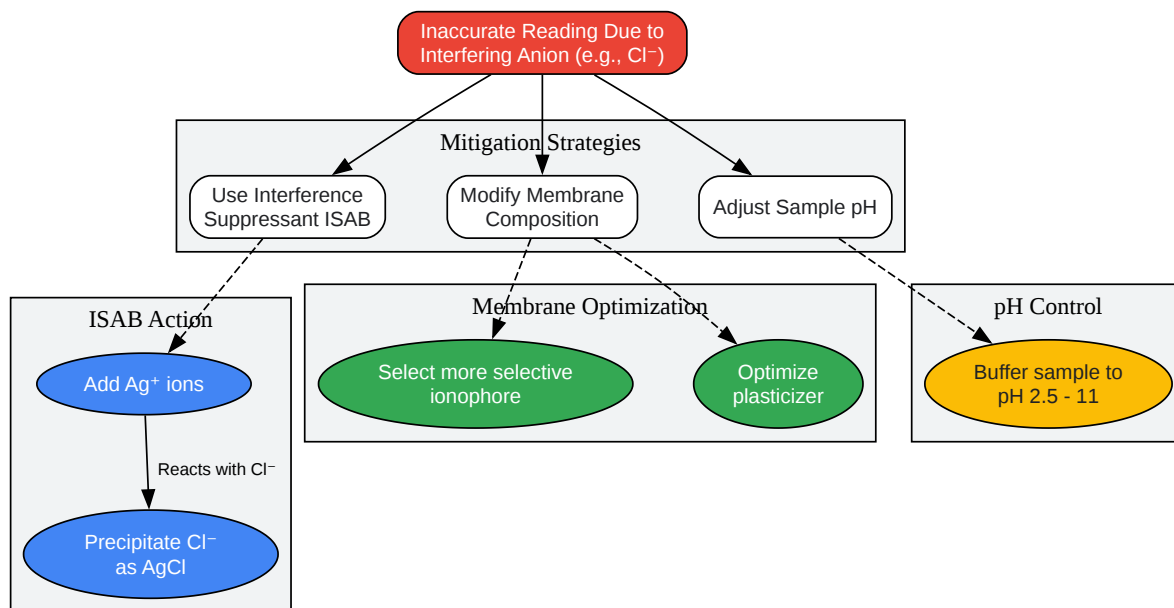 Inaccurate Reading Due to
Interfering Anion (e.g., Cl⁻)
Mitigation Strategies
Use Interference
Suppressant ISAB
Modify Membrane
Composition
Adjust Sample pH
ISAB Action
Add Ag⁺ ions
Reacts with Cl⁻
Precipitate Cl⁻
as AgCl
Membrane Optimization
Select more selective
ionophore
Optimize
plasticizer
pH Control
Buffer sample to
pH 2.5 - 11